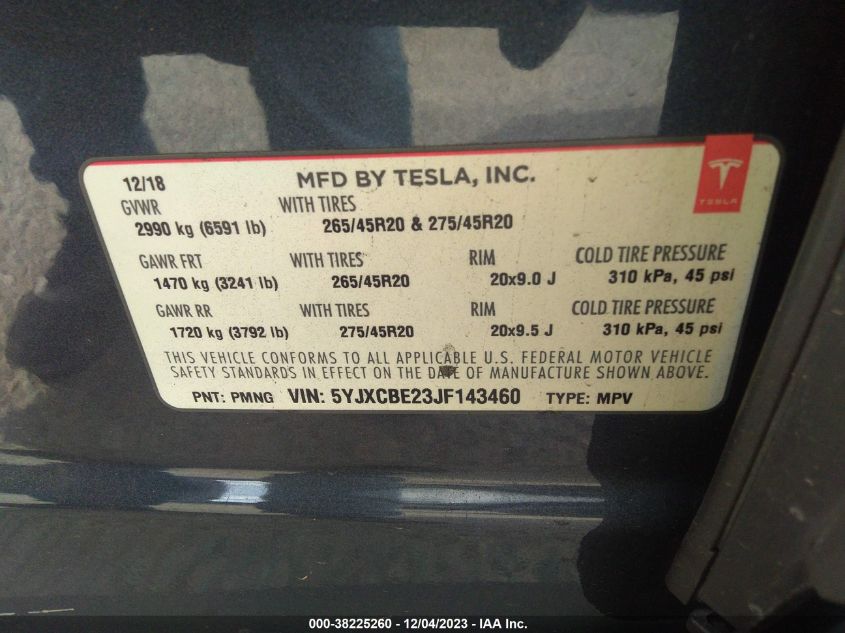 12/18 MFD BY TESLA, INC.
TESLA
GVWR WITH TIRES
2990 kg (6591 lb) 265/45R20 & 275/45R20
GAWR FRT WITH TIRES RIM COLD TIRE PRESSURE
1470 kg (3241 lb) 265/45R20 20x9.0 J 310 kPa, 45 psi
GAWR RR WITH TIRES RIM COLD TIRE PRESSURE
1720 kg (3792 lb) 275/45R20 20x9.5 J 310 kPa, 45 psi
THIS VEHICLE CONFORMS TO ALL APPLICABLE U.S. FEDERAL MOTOR VEHICLE
SAFETY STANDARDS IN EFFECT ON THE DATE OF MANUFACTURE SHOWN ABOVE.
PNT: PMNG VIN: 5YJXCBE23JF143460 TYPE: MPV
000-38225260 - 12/04/2023 - IAA Inc.